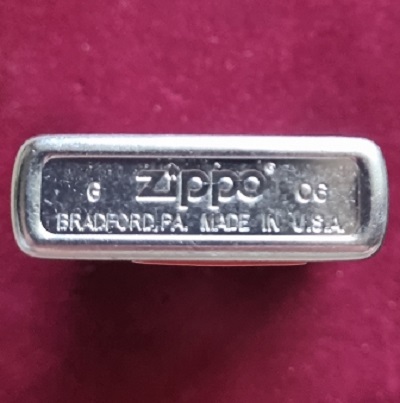 G Zippo® 06
BRADFORD, PA. MADE IN U.S.A.